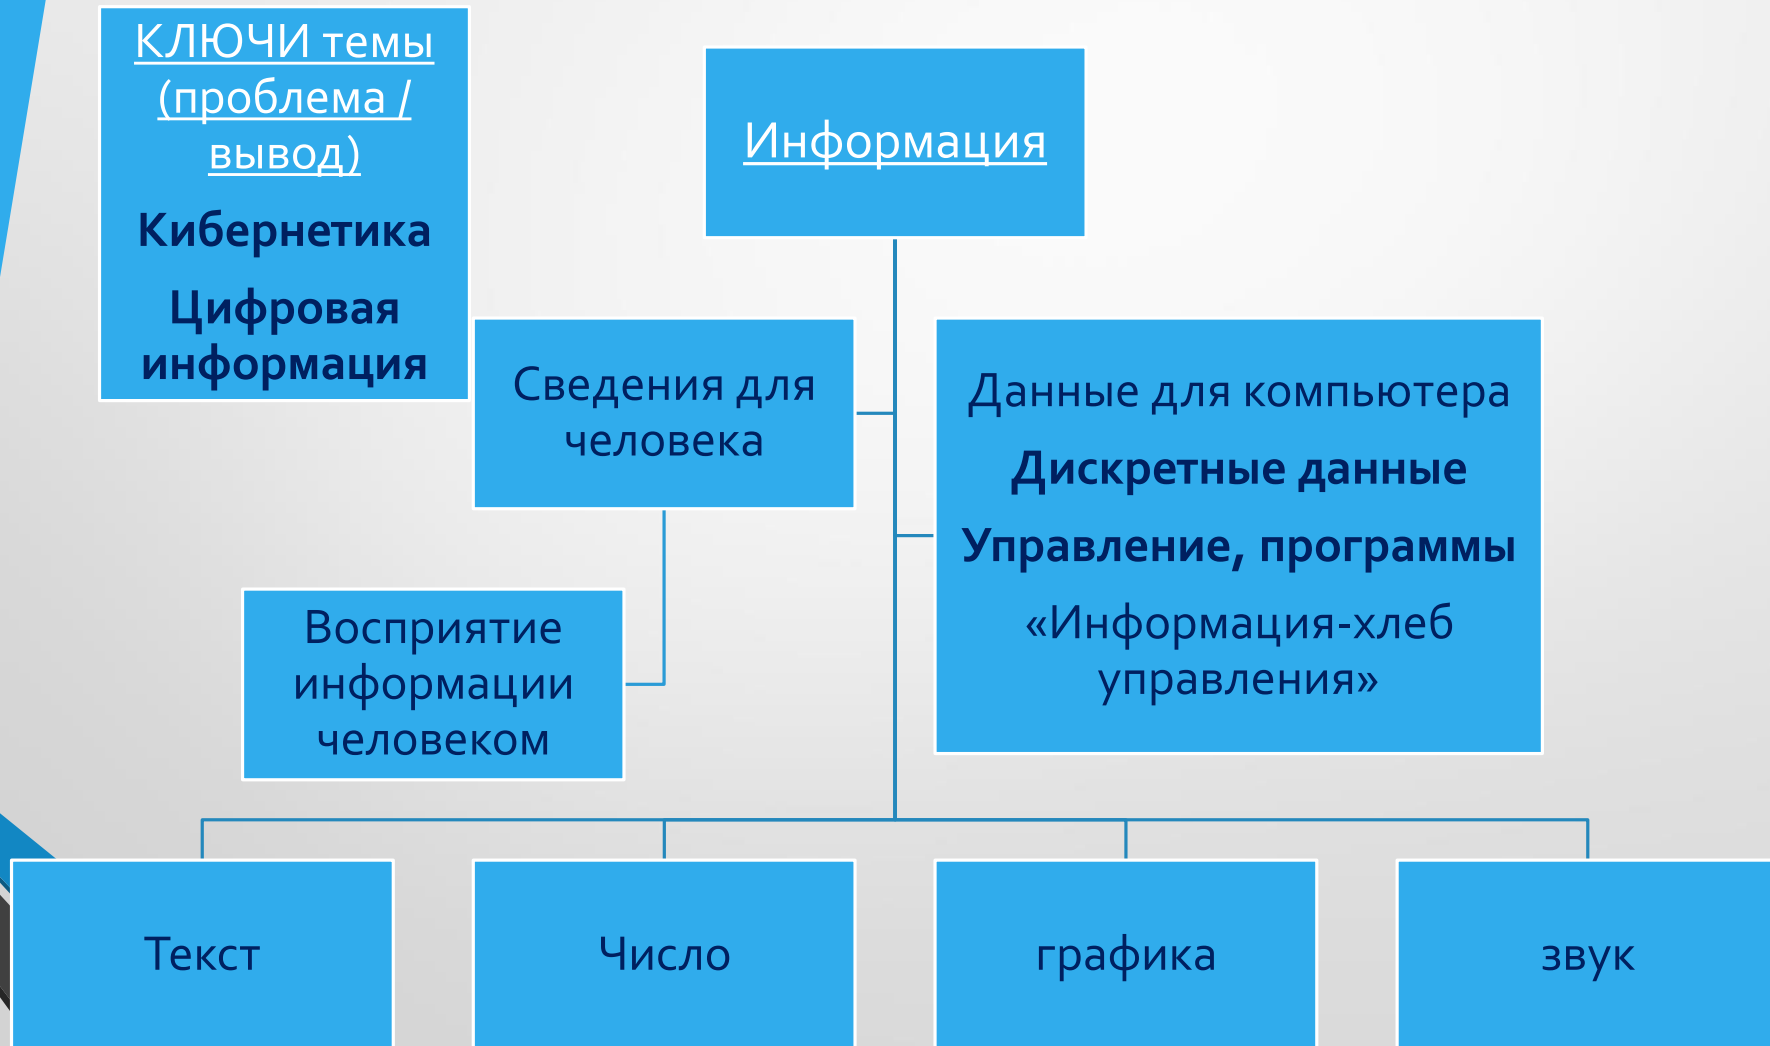 КЛЮЧИ темы
(проблема /
вывод)
Кибернетика
Цифровая
информация
Информация
Сведения для
человека
Данные для компьютера
Дискретные данные
Управление, программы
«Информация-хлеб
управления»
Восприятие
информации
человеком
Текст
Число
графика
звук